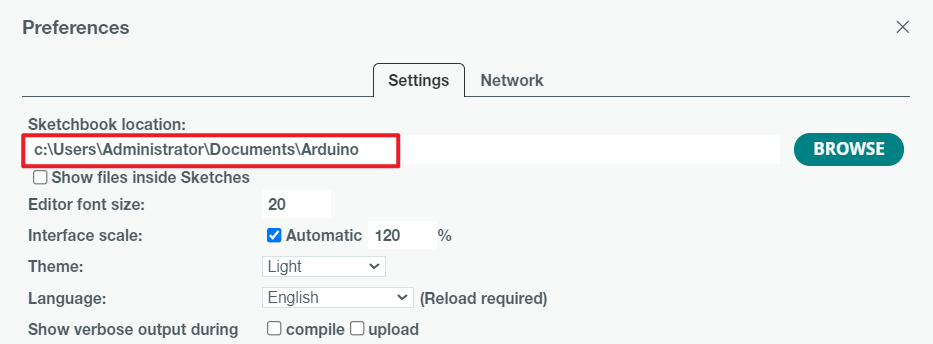 Preferences
Settings Network
Sketchbook location:
c:\Users\Administrator\Documents\Arduino BROWSE
Show files inside Sketches
Editor font size: 20
Interface scale: Automatic 120 %
Theme: Light
Language: English (Reload required)
Show verbose output during compile upload